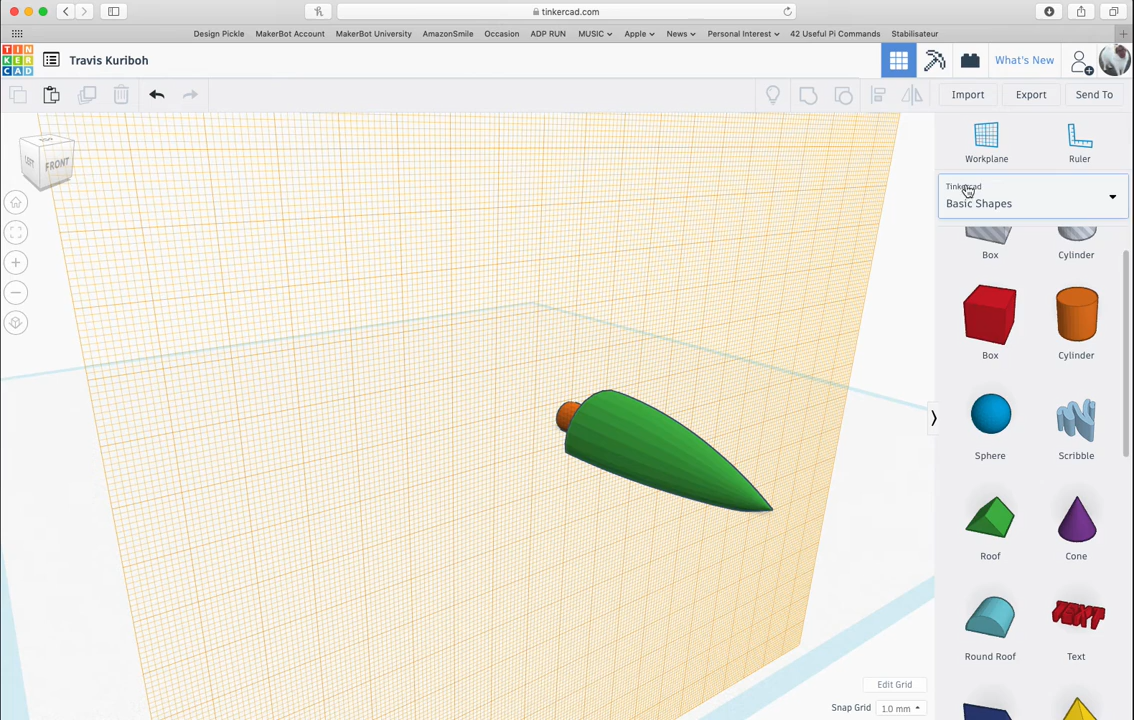 tinkercad.com
Design Pickle MakerBot Account MakerBot University AmazonSmile Occasion ADP RUN MUSIC Apple News Personal Interest 42 Useful Pi Commands Stabilisateur
TIN
KER
CAD
Travis Kuriboh
What's New
Import Export Send To
LEFT FRONT
Workplane Ruler
Tinkercad
Basic Shapes
Box Cylinder
Box Cylinder
Sphere Scribble
Roof Cone
TEXT
Round Roof Text
Edit Grid
Snap Grid 1.0 mm